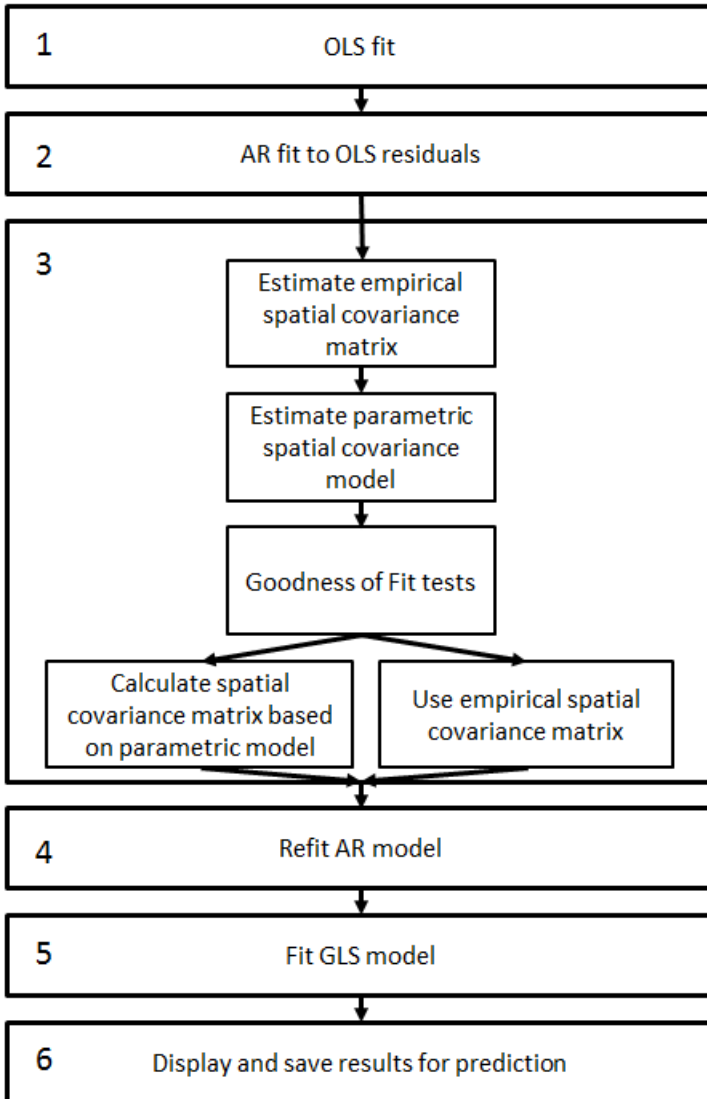 1
OLS fit
2
AR fit to OLS residuals
3
Estimate empirical
spatial covariance
matrix
Estimate parametric
spatial covariance
model
Goodness of Fit tests
Calculate spatial
covariance matrix based
on parametric model
Use empirical spatial
covariance matrix
4
Refit AR model
5
Fit GLS model
6
Display and save results for prediction